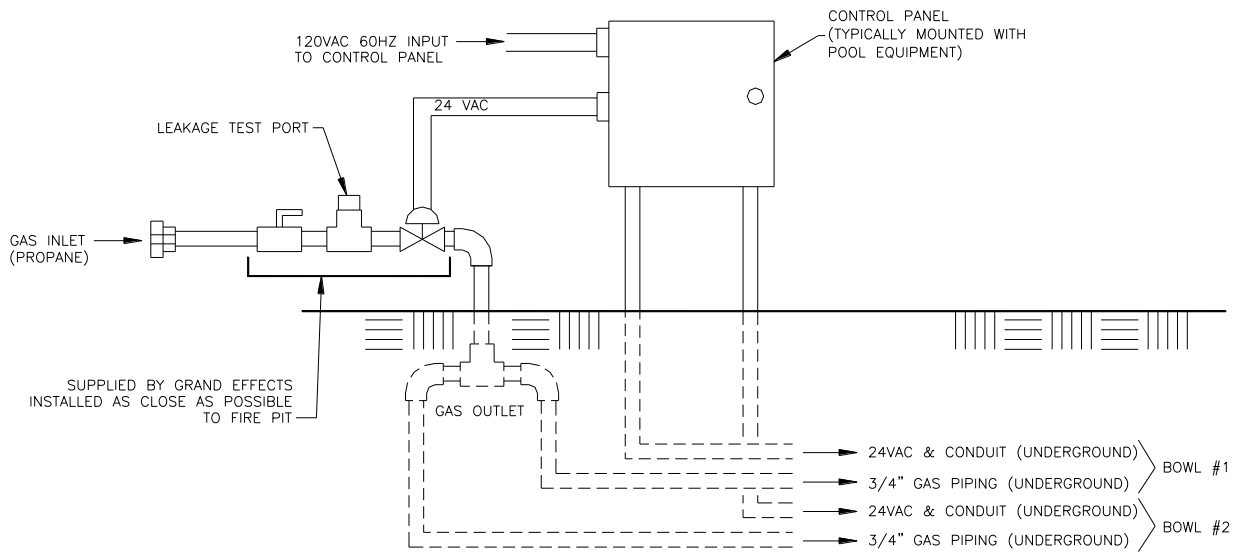 120VAC 60HZ INPUT
TO CONTROL PANEL
CONTROL PANEL
(TYPICALLY MOUNTED WITH
POOL EQUIPMENT)
24 VAC
LEAKAGE TEST PORT
GAS INLET
(PROPANE)
SUPPLIED BY GRAND EFFECTS
INSTALLED AS CLOSE AS POSSIBLE
TO FIRE PIT
GAS OUTLET
24VAC & CONDUIT (UNDERGROUND)
3/4" GAS PIPING (UNDERGROUND)
BOWL #1
24VAC & CONDUIT (UNDERGROUND)
3/4" GAS PIPING (UNDERGROUND)
BOWL #2